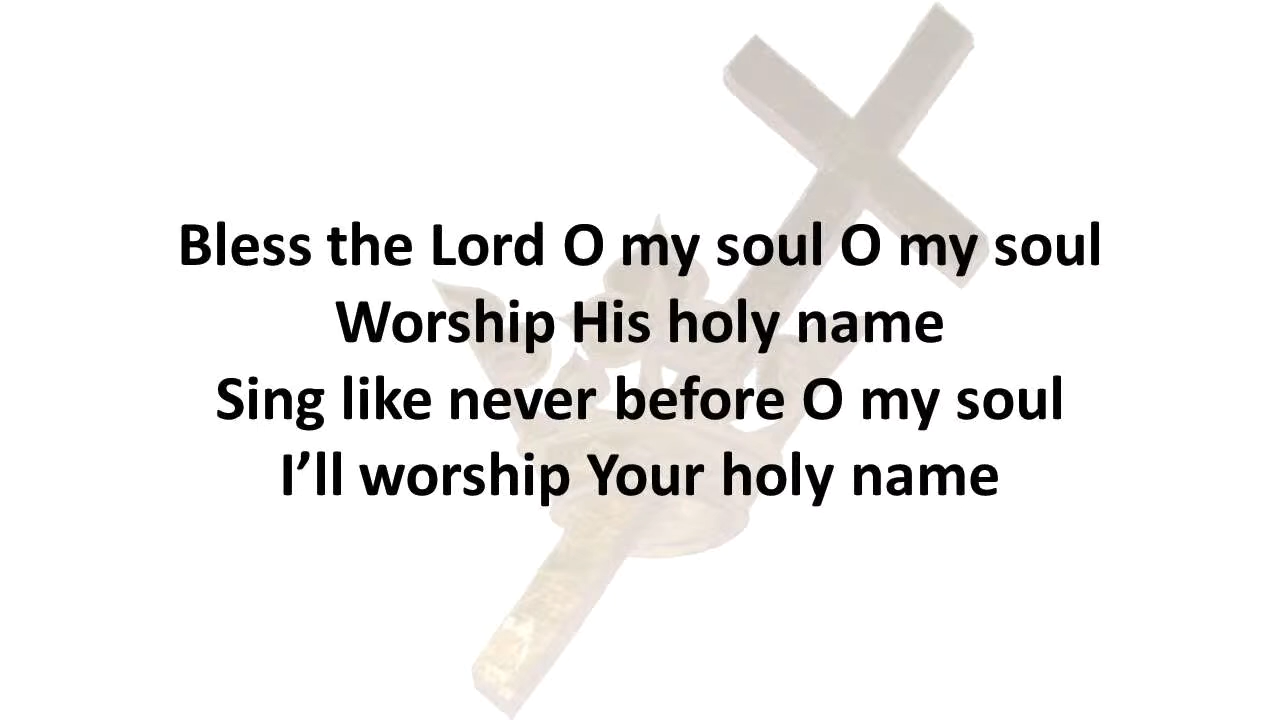 Bless the Lord O my soul O my soul
Worship His holy name
Sing like never before O my soul
I’ll worship Your holy name